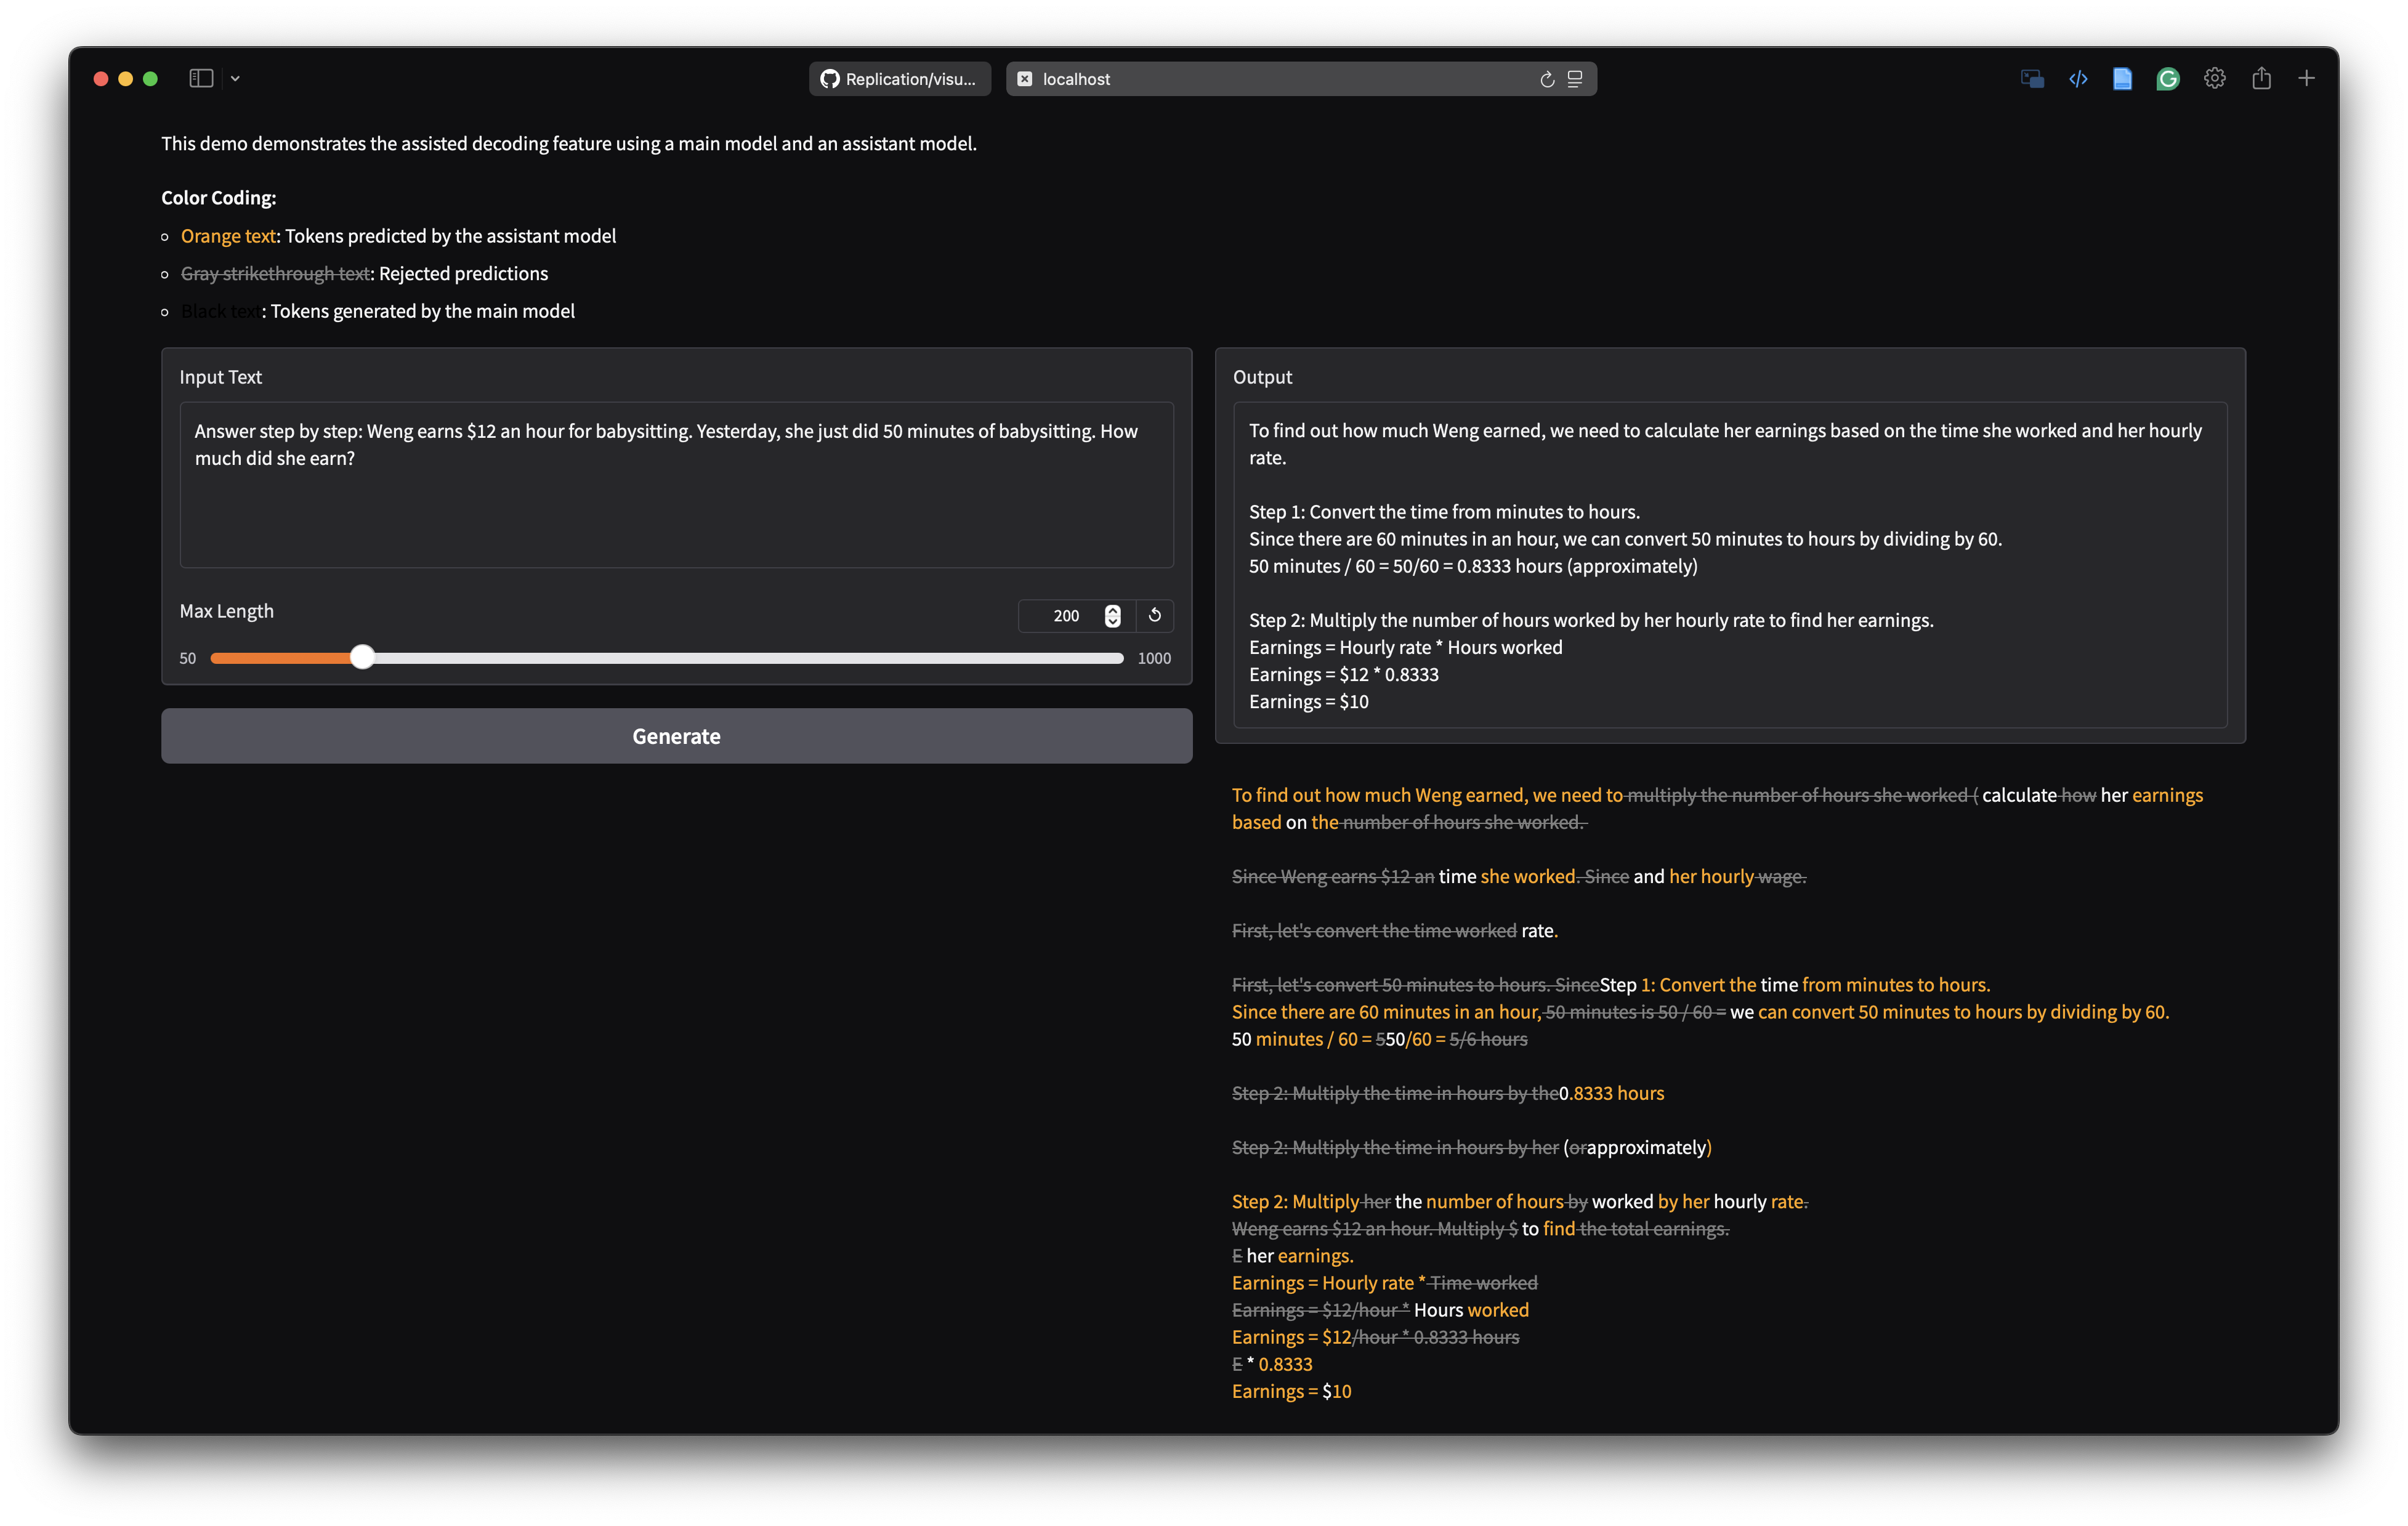 Replication/visu...
localhost
This demo demonstrates the assisted decoding feature using a main model and an assistant model.
Color Coding:
Orange text: Tokens predicted by the assistant model
Gray strikethrough text: Rejected predictions
Black text: Tokens generated by the main model
Input Text
Answer step by step: Weng earns $12 an hour for babysitting. Yesterday, she just did 50 minutes of babysitting. How
much did she earn?
Max Length
200
50
1000
Generate
Output
To find out how much Weng earned, we need to calculate her earnings based on the time she worked and her hourly
rate.
Step 1: Convert the time from minutes to hours.
Since there are 60 minutes in an hour, we can convert 50 minutes to hours by dividing by 60.
50 minutes / 60 = 50/60 = 0.8333 hours (approximately)
Step 2: Multiply the number of hours worked by her hourly rate to find her earnings.
Earnings = Hourly rate * Hours worked
Earnings = $12 * 0.8333
Earnings = $10
To find out how much Weng earned, we need to multiply the number of hours she worked ( calculate how her earnings
based on the number of hours she worked.
Since Weng earns $12 an time she worked. Since and her hourly wage.
First, let's convert the time worked rate.
First, let's convert 50 minutes to hours. SinceStep 1: Convert the time from minutes to hours.
Since there are 60 minutes in an hour, 50 minutes is 50 / 60 = we can convert 50 minutes to hours by dividing by 60.
50 minutes / 60 = 550/60 = 5/6 hours
Step 2: Multiply the time in hours by the0.8333 hours
Step 2: Multiply the time in hours by her (orapproximately)
Step 2: Multiply her the number of hours by worked by her hourly rate.
Weng earns $12 an hour. Multiply $ to find the total earnings.
E her earnings.
Earnings = Hourly rate * Time worked
Earnings = $12/hour * Hours worked
Earnings = $12/hour * 0.8333 hours
E * 0.8333
Earnings = $10